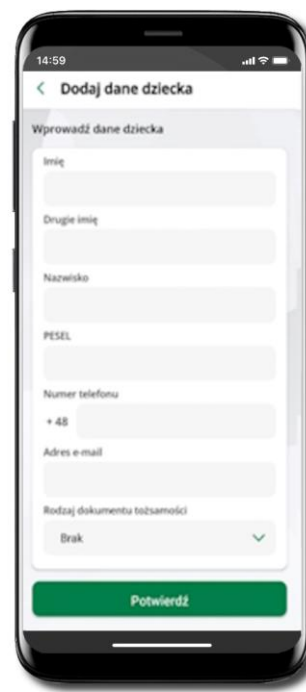 14:59
Dodaj dane dziecka
Wprowadź dane dziecka
Imię
Drugie imię
Nazwisko
PESEL
Numer telefonu
+ 48
Adres e-mail
Rodzaj dokumentu tożsamości
Brak
Potwierdź